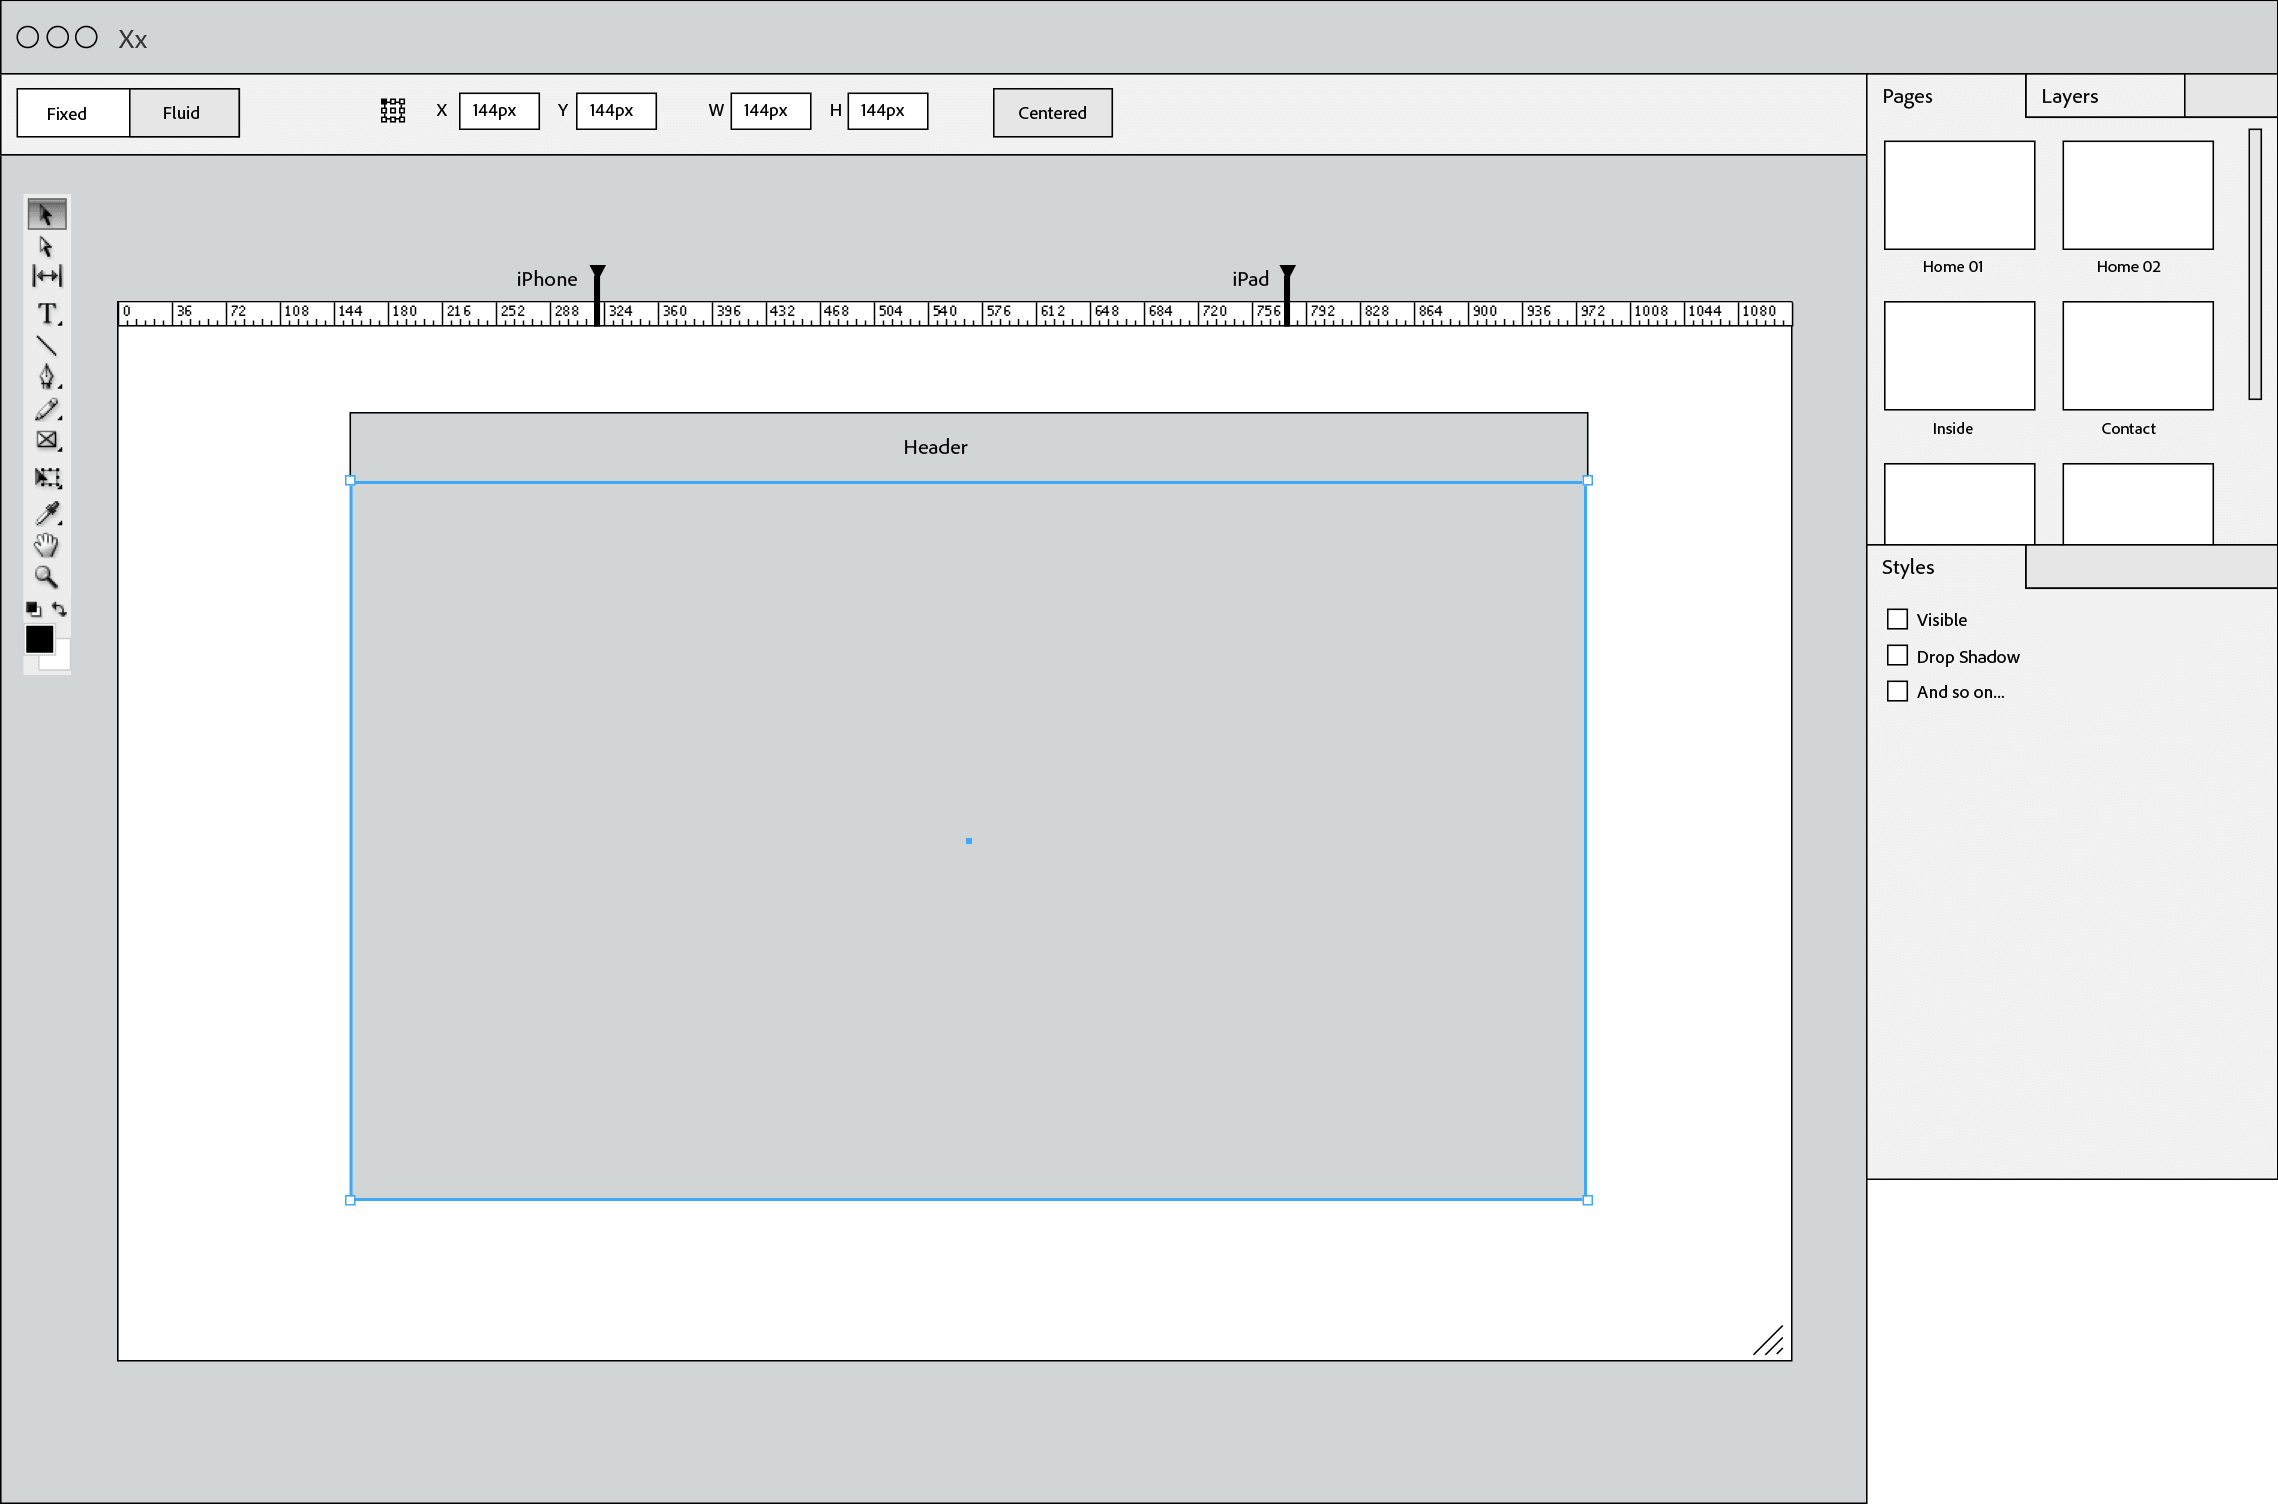 Xx
Fixed
Fluid
X 144px Y 144px W 144px H 144px
Centered
Pages
Layers
Home 01
Home 02
Inside
Contact
Styles
Visible
Drop Shadow
And so on...
T
iPhone
iPad
0 36 72 108 144 180 216 252 288 324 360 396 432 468 504 540 576 612 648 684 720 756 792 828 864 900 936 972 1008 1044 1080
Header